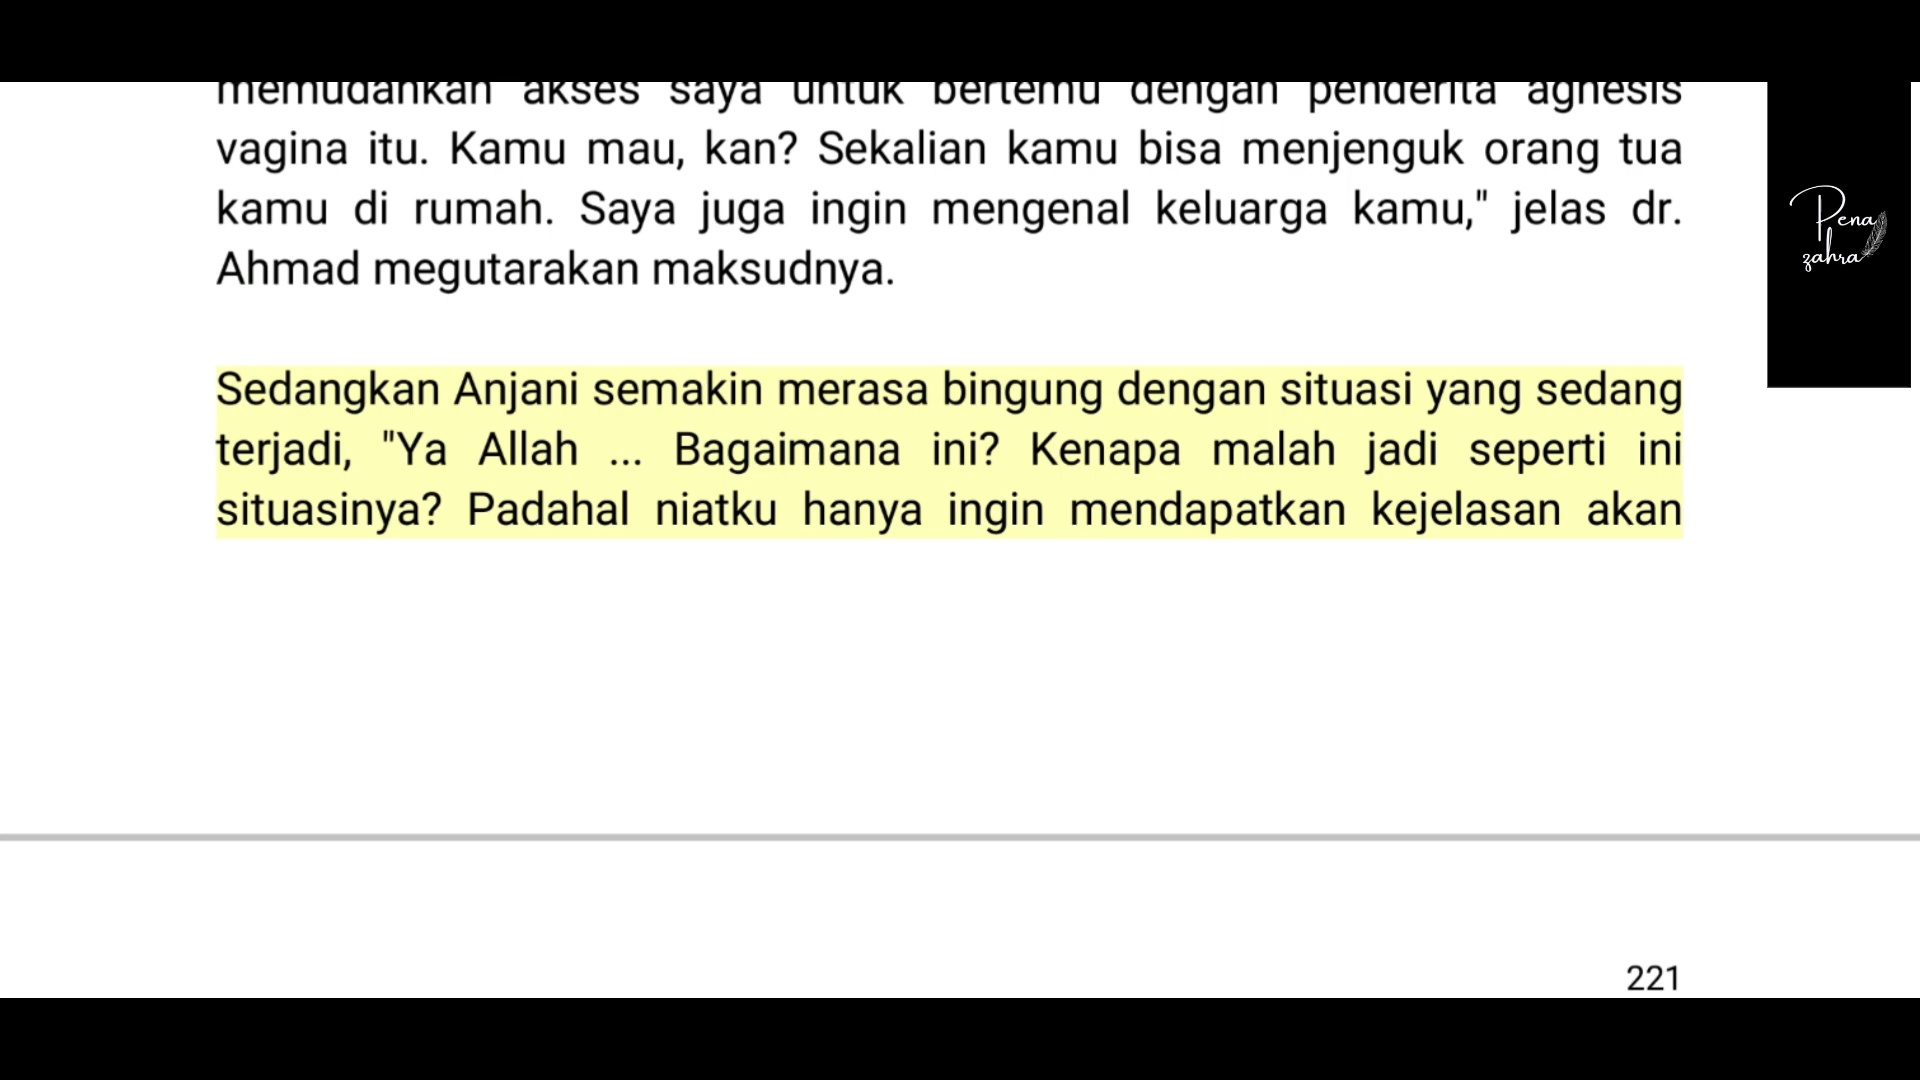 memudahkan akses saya untuk bertemu dengan penderita agnesis
vagina itu. Kamu mau, kan? Sekalian kamu bisa menjenguk orang tua
kamu di rumah. Saya juga ingin mengenal keluarga kamu," jelas dr.
Ahmad megutarakan maksudnya.
Sedangkan Anjani semakin merasa bingung dengan situasi yang sedang
terjadi, "Ya Allah ... Bagaimana ini? Kenapa malah jadi seperti ini
situasinya? Padahal niatku hanya ingin mendapatkan kejelasan akan
221
Pena
zahra